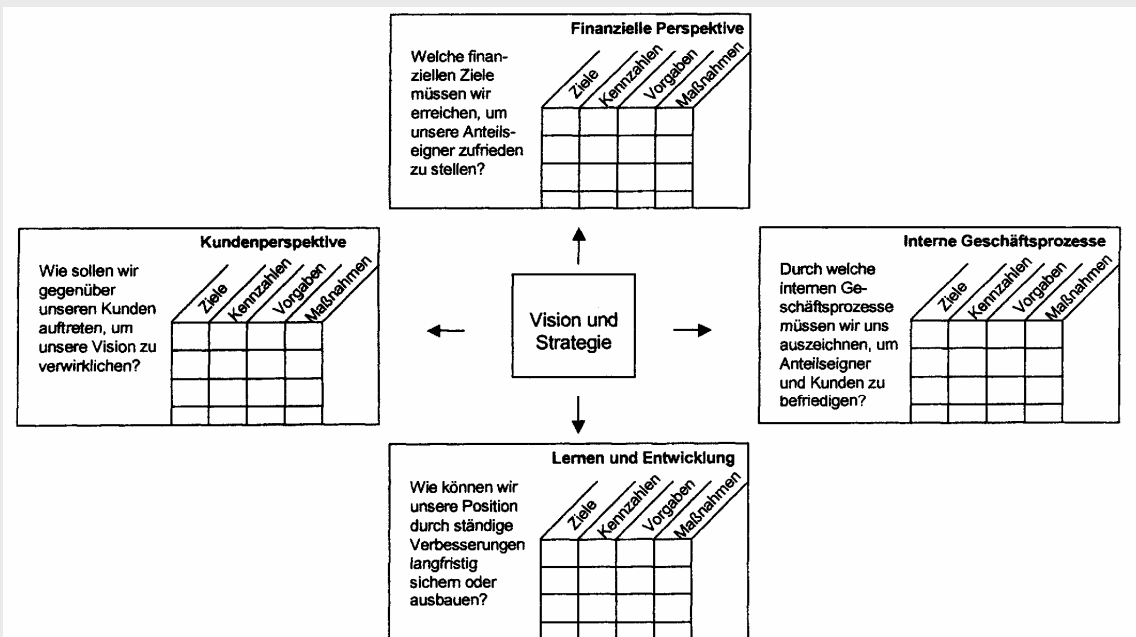 Finanzielle Perspektive
Welche finan-
ziellen Ziele
müssen wir
erreichen, um
unsere Anteils-
eigner zufrieden
zu stellen?
Ziele
Kennzahlen
Vorgaben
Maßnahmen
Kundenperspektive
Wie sollen wir
gegenüber
unseren Kunden
auftreten, um
unsere Vision zu
verwirklichen?
Ziele
Kennzahlen
Vorgaben
Maßnahmen
Vision und
Strategie
Interne Geschäftsprozesse
Durch welche
internen Ge-
schäftsprozesse
müssen wir uns
auszeichnen, um
Anteilseigner
und Kunden zu
befriedigen?
Ziele
Kennzahlen
Vorgaben
Maßnahmen
Lernen und Entwicklung
Wie können wir
unsere Position
durch ständige
Verbesserungen
langfristig
sichern oder
ausbauen?
Ziele
Kennzahlen
Vorgaben
Maßnahmen